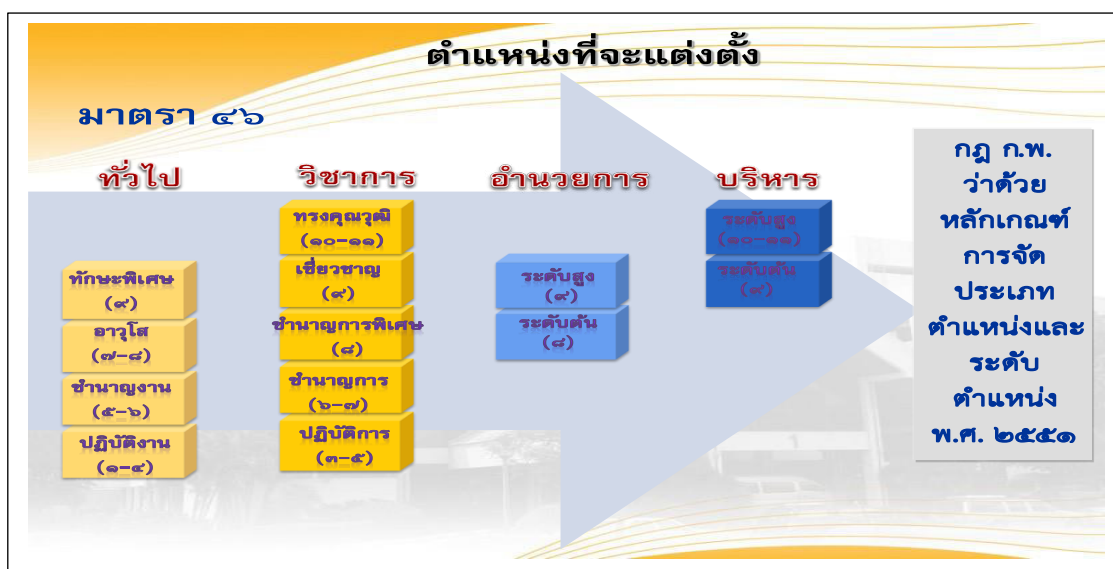 ตำแหน่งที่จะแต่งตั้ง
มาตรา ๔๖
ทั่วไป
ทักษะพิเศษ
(๙)
อาวุโส
(๗-๘)
ชำนาญงาน
(๕-๖)
ปฏิบัติงาน
(๑-๔)
วิชาการ
ทรงคุณวุฒิ
(๑๐-๑๑)
เชี่ยวชาญ
(๙)
ชำนาญการพิเศษ
(๘)
ชำนาญการ
(๖-๗)
ปฏิบัติการ
(๓-๕)
อำนวยการ
ระดับสูง
(๙)
ระดับต้น
(๘)
บริหาร
ระดับสูง
(๑๐-๑๑)
ระดับต้น
(๙)
กฎ ก.พ.
ว่าด้วย
หลักเกณฑ์
การจัด
ประเภท
ตำแหน่งและ
ระดับ
ตำแหน่ง
พ.ศ. ๒๕๕๑